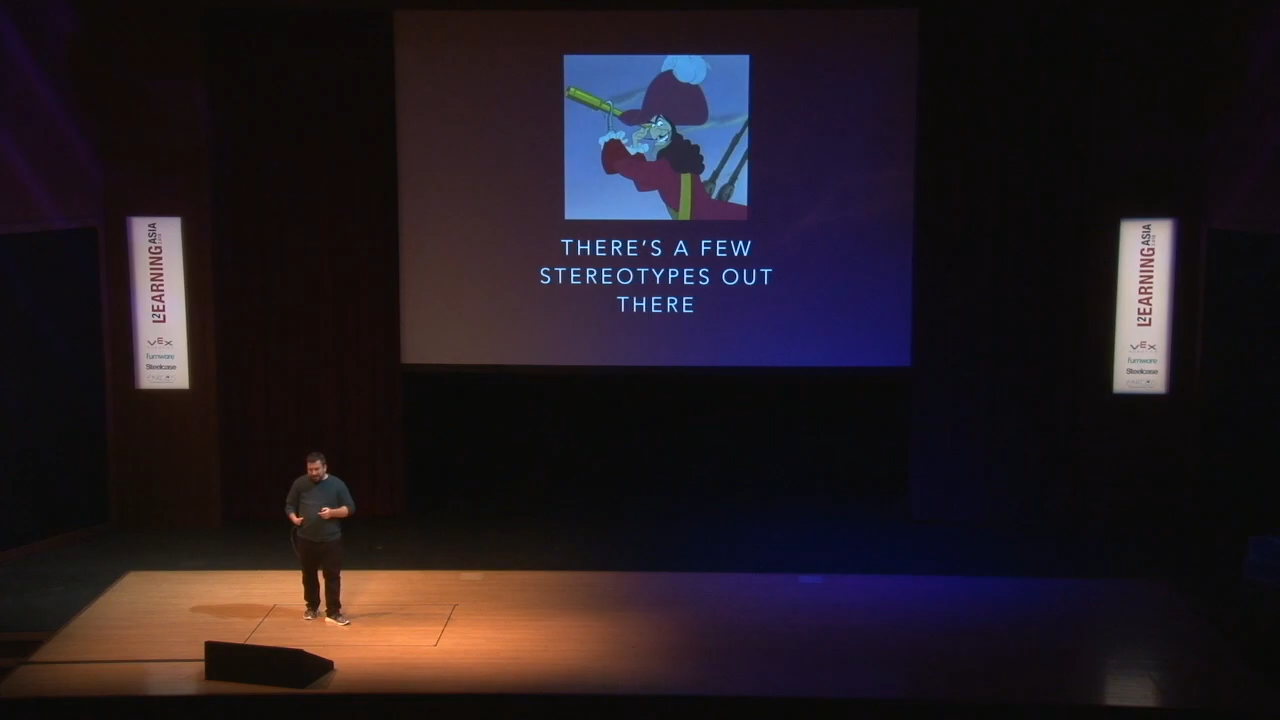 THERE'S A FEW
STEREOTYPES OUT
THERE
L²EARNING ASIA
VEX
furnware
Steelcase
L²EARNING ASIA
VEX
furnware
Steelcase